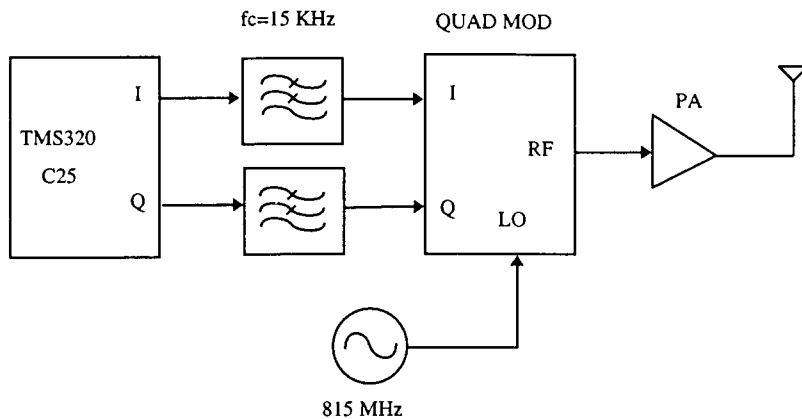 fc=15 KHz
QUAD MOD
I
I
PA
TMS320
C25
RF
Q
Q
LO
815 MHz